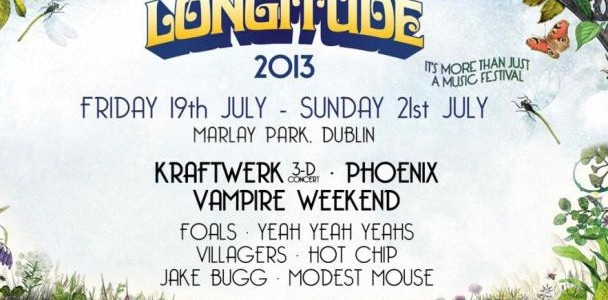 LONGITUDE
2013
IT'S MORE THAN JUST
A MUSIC FESTIVAL
FRIDAY 19th JULY - SUNDAY 21st JULY
MARLAY PARK, DUBLIN
KRAFTWERK 3-D CONCERT · PHOENIX
VAMPIRE WEEKEND
FOALS · YEAH YEAH YEAHS
VILLAGERS · HOT CHIP
JAKE BUGG · MODEST MOUSE